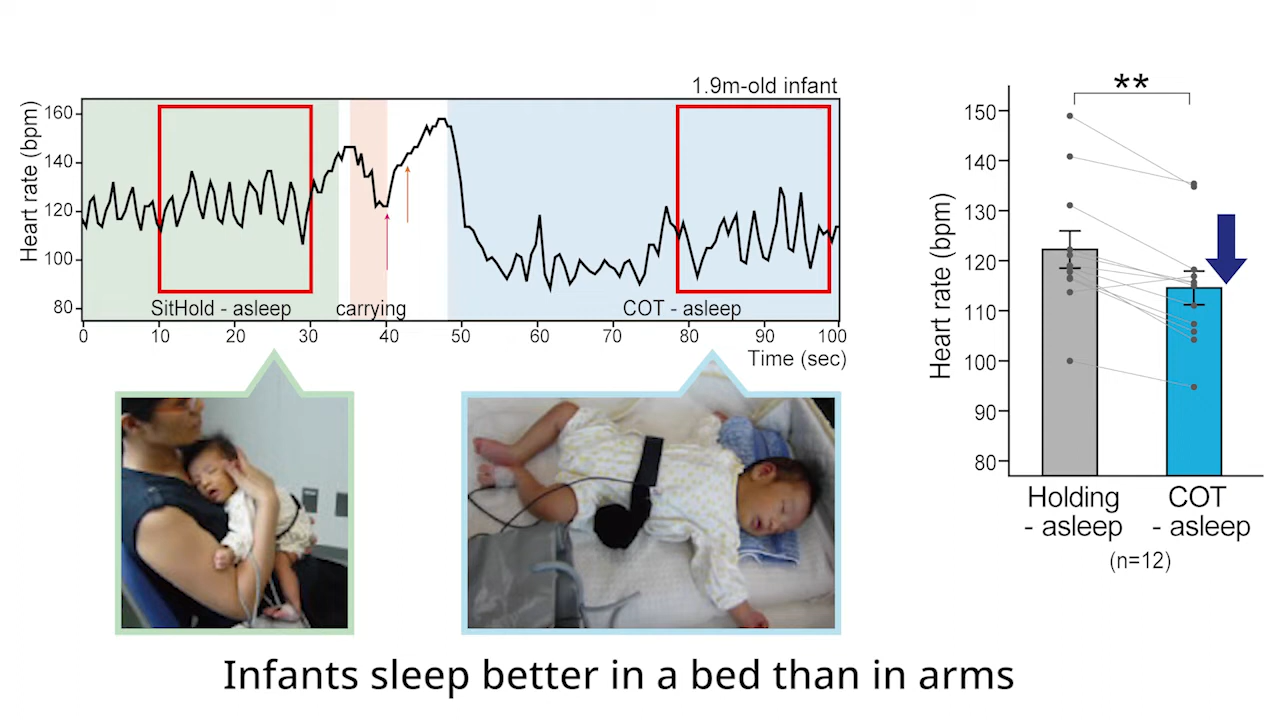 1.9m-old infant
Heart rate (bpm)
160
140
120
100
80
SitHold - asleep
carrying
COT - asleep
0 10 20 30 40 50 60 70 80 90 100
Time (sec)
**
Heart rate (bpm)
150
140
130
120
110
100
90
80
Holding
- asleep
COT
- asleep
(n=12)
Infants sleep better in a bed than in arms